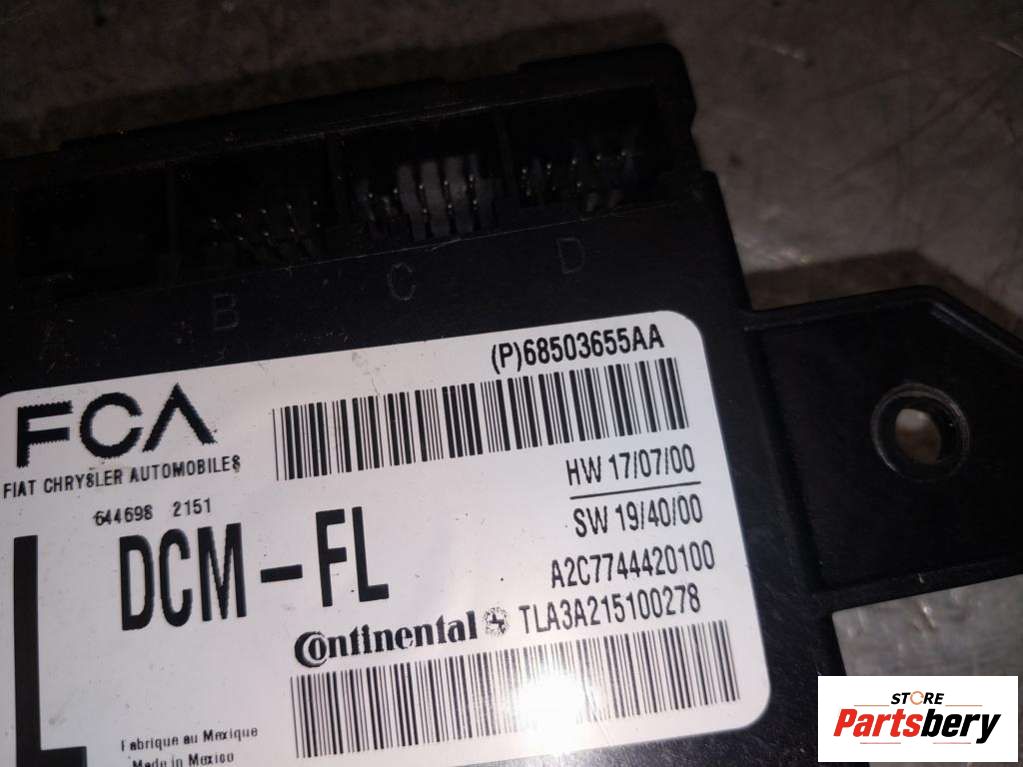 B C D
(P)68503655AA
FCA
FIAT CHRYSLER AUTOMOBILES
HW 17/07/00
644698 2151
SW 19/40/00
L DCM-FL
A2C7744420100
Continental TLA3A215100278
Fabriqué au Mexique
Made in Mexico
STORE
Partsbery